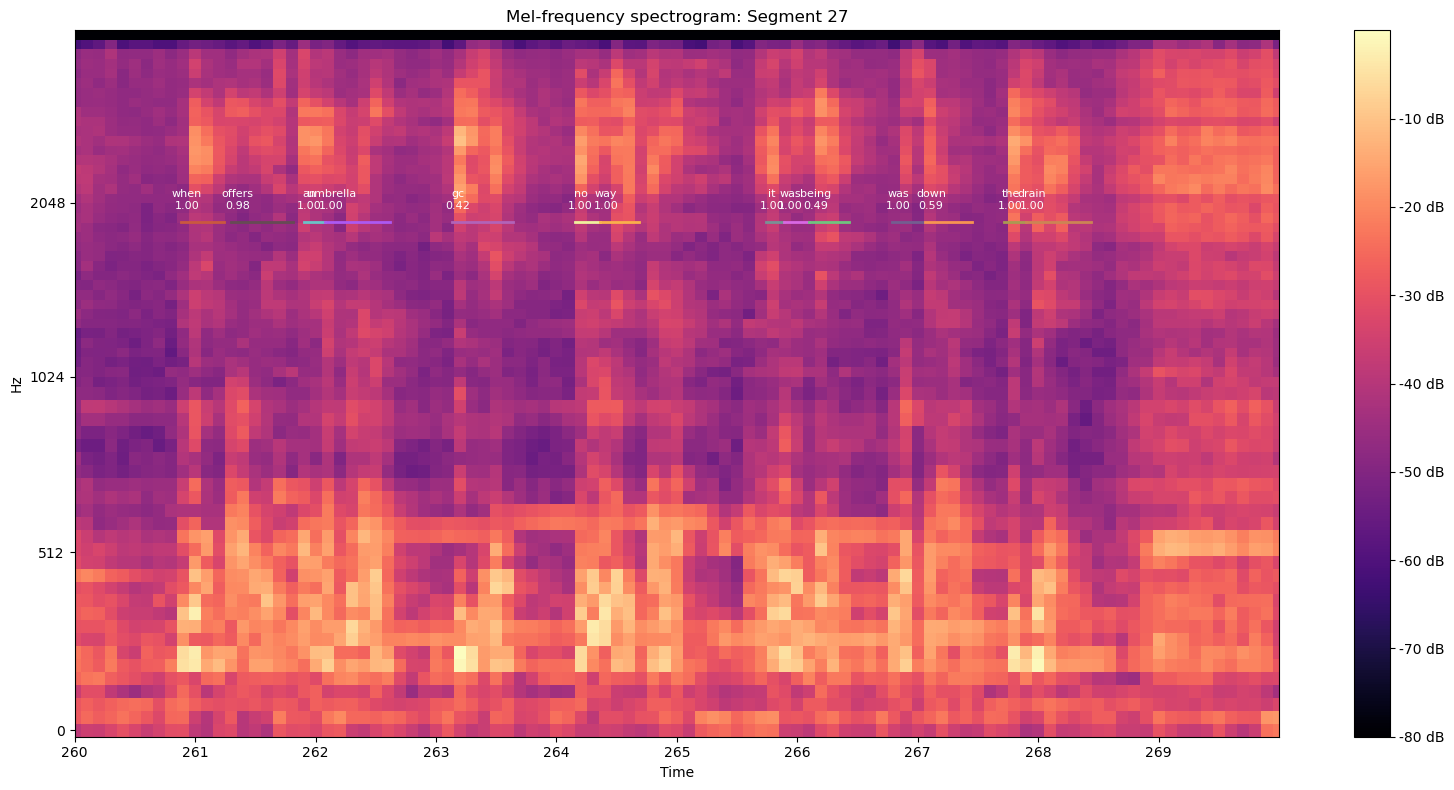 Mel-frequency spectrogram: Segment 27
when offers an umbrella gc no way it was being was down the drain
1.00 0.98 1.00 1.00 0.42 1.00 1.00 1.00 1.00 0.49 1.00 0.59 1.00 1.00
Hz
2048
1024
512
0
260 261 262 263 264 265 266 267 268 269
Time
-10 dB
-20 dB
-30 dB
-40 dB
-50 dB
-60 dB
-70 dB
-80 dB